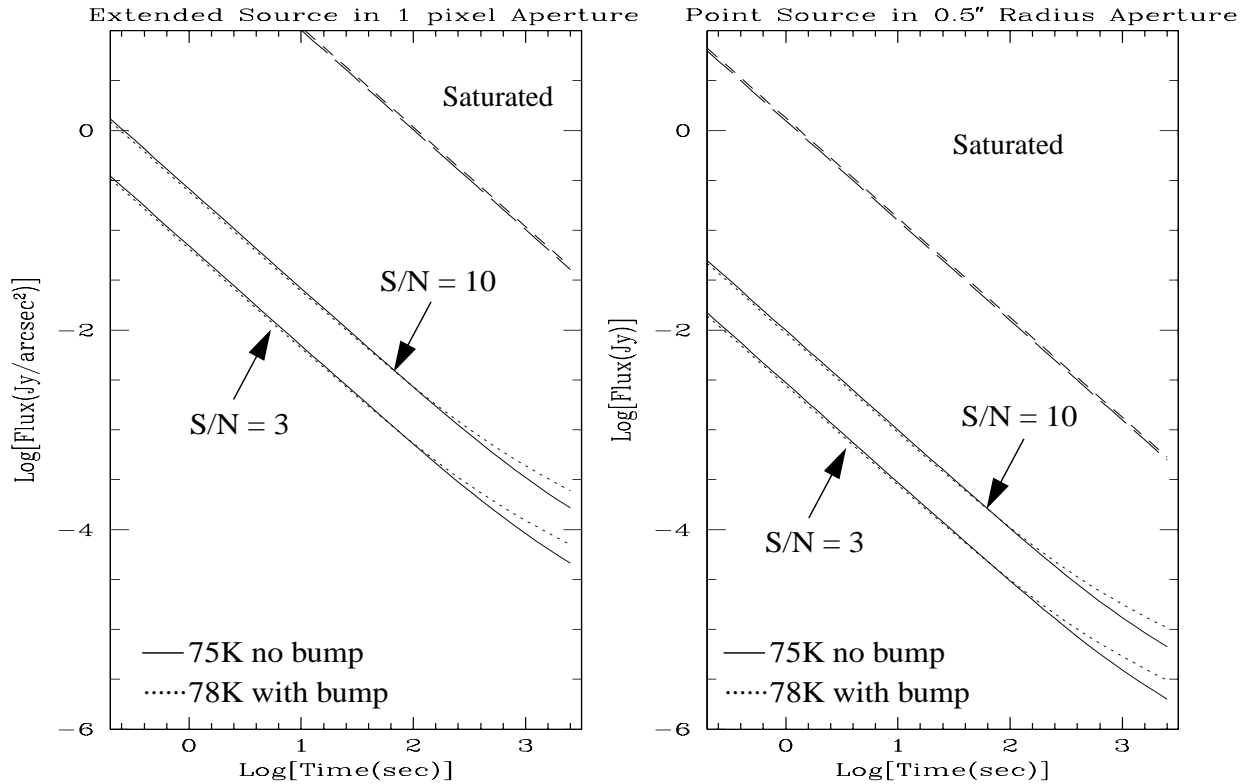 Extended Source in 1 pixel Aperture
Saturated
S/N = 10
S/N = 3
75K no bump
78K with bump
0
-2
-4
-6
0
1
2
3
Log[Flux(Jy/arcsec²)]
Log[Time(sec)]
Point Source in 0.5″ Radius Aperture
Saturated
S/N = 10
S/N = 3
75K no bump
78K with bump
0
-2
-4
-6
0
1
2
3
Log[Flux(Jy)]
Log[Time(sec)]